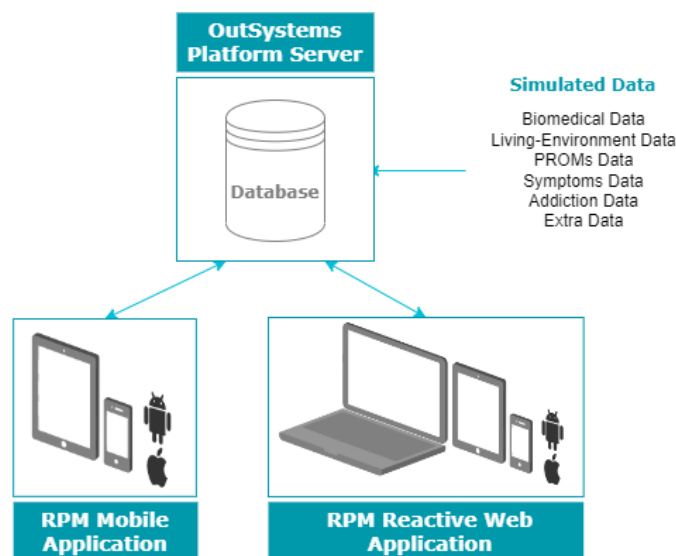 OutSystems
Platform Server
Database
Simulated Data
Biomedical Data
Living-Environment Data
PROMs Data
Symptoms Data
Addiction Data
Extra Data
RPM Mobile
Application
RPM Reactive Web
Application